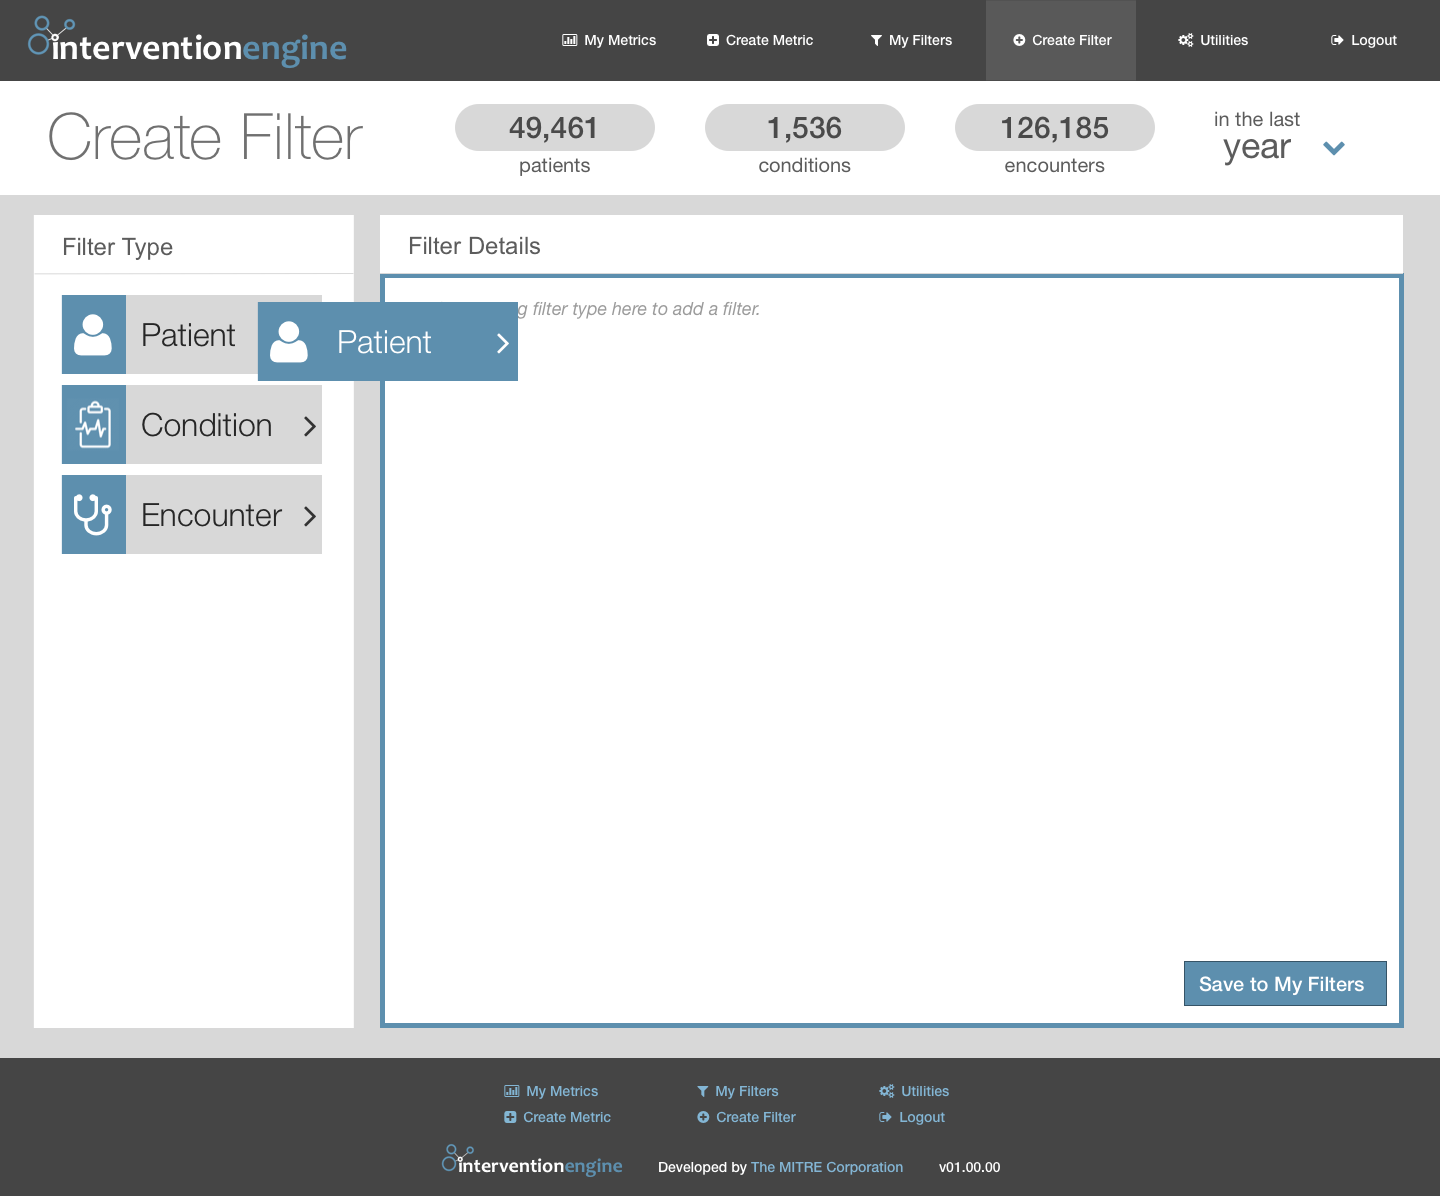 interventionengine
My Metrics
Create Metric
My Filters
Create Filter
Utilities
Logout
Create Filter
49,461
patients
1,536
conditions
126,185
encounters
in the last
year
Filter Type
Filter Details
Patient
Patient
filter type here to add a filter.
Condition
Encounter
Save to My Filters
My Metrics
My Filters
Utilities
Create Metric
Create Filter
Logout
interventionengine
Developed by The MITRE Corporation
v01.00.00